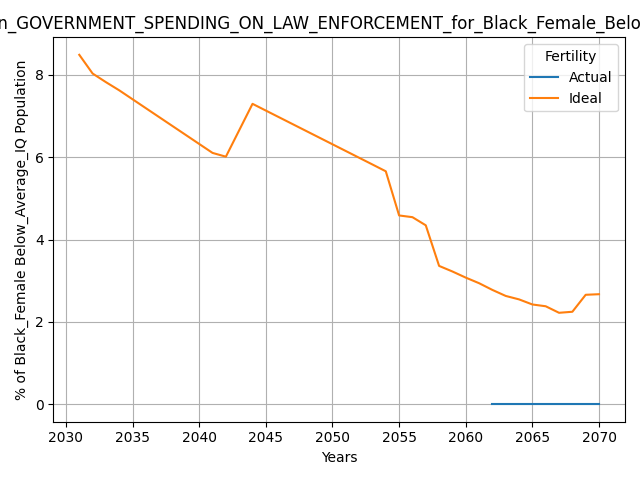 n_GOVERNMENT_SPENDING_ON_LAW_ENFORCEMENT_for_Black_Female_Belo
% of Black_Female Below_Average_IQ Population
8
6
4
2
0
Fertility
Actual
Ideal
2030 2035 2040 2045 2050 2055 2060 2065 2070
Years